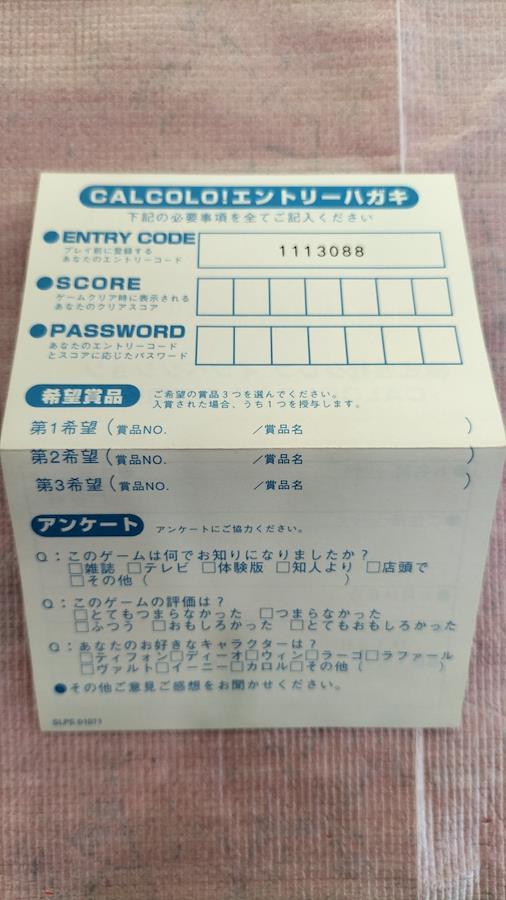 CALCOLO!エントリーハガキ
下記の必要事項を全てご記入ください
●ENTRY CODE
プレイ前に登録する
あなたのエントリーコード
1113088
●SCORE
ゲームクリア時に表示される
あなたのクリアスコア
●PASSWORD
あなたのエントリーコード
とスコアに応じたパスワード
希望賞品
ご希望の賞品3つを選んでください。
入賞された場合、うち1つを授与します。
第1希望(賞品NO. /賞品名 )
第2希望(賞品NO. /賞品名 )
第3希望(賞品NO. /賞品名 )
アンケート アンケートにご協力ください。
Q:このゲームは何でお知りになりましたか?
□雑誌 □テレビ □体験版 □知人より □店頭で
□その他( )
Q:このゲームの評価は?
□とてもつまらなかった □つまらなかった
□ふつう □おもしろかった □とてもおもしろかった
Q:あなたのお好きなキャラクターは?
□ティフォン□ディーオ□ウィン□ラーゴ□ラファール
□ヴァルト□イーニー□カロル□その他( )
●その他ご意見ご感想をお聞かせください。
SLPS 01071